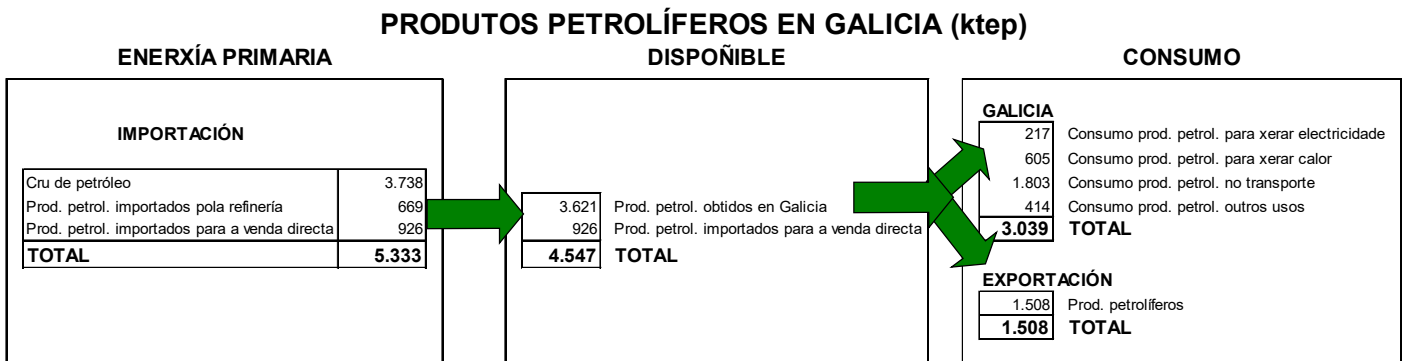 PRODUTOS PETROLÍFEROS EN GALICIA (ktep)
ENERXÍA PRIMARIA
IMPORTACIÓN
Cru de petróleo 3.738
Prod. petrol. importados pola refinería 669
Prod. petrol. importados para a venda directa 926
TOTAL 5.333
DISPOÑIBLE
3.621 Prod. petrol. obtidos en Galicia
926 Prod. petrol. importados para a venda directa
4.547 TOTAL
CONSUMO
GALICIA
217 Consumo prod. petrol. para xerar electricidade
605 Consumo prod. petrol. para xerar calor
1.803 Consumo prod. petrol. no transporte
414 Consumo prod. petrol. outros usos
3.039 TOTAL
EXPORTACIÓN
1.508 Prod. petrolíferos
1.508 TOTAL